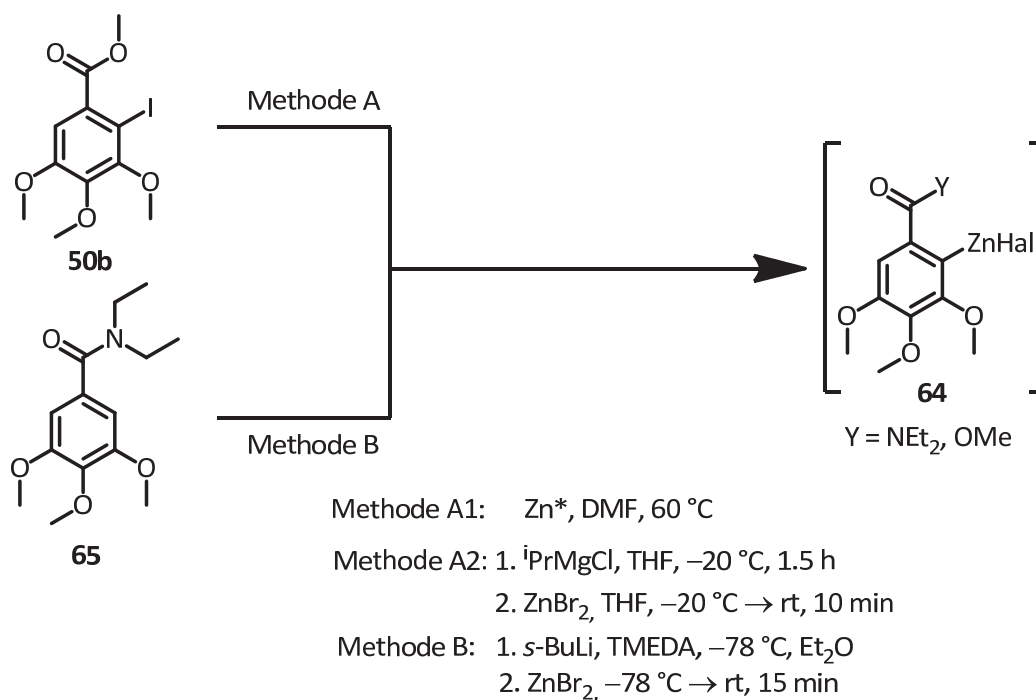 O
O
I
Methode A
O
O
O
50b
O
Y
ZnHal
O
O
O
64
Y = NEt₂, OMe
O
N
Methode B
O
O
O
65
Methode A1: Zn*, DMF, 60 °C
Methode A2: 1. ⁱPrMgCl, THF, –20 °C, 1.5 h
2. ZnBr₂, THF, –20 °C → rt, 10 min
Methode B: 1. s-BuLi, TMEDA, –78 °C, Et₂O
2. ZnBr₂, –78 °C → rt, 15 min